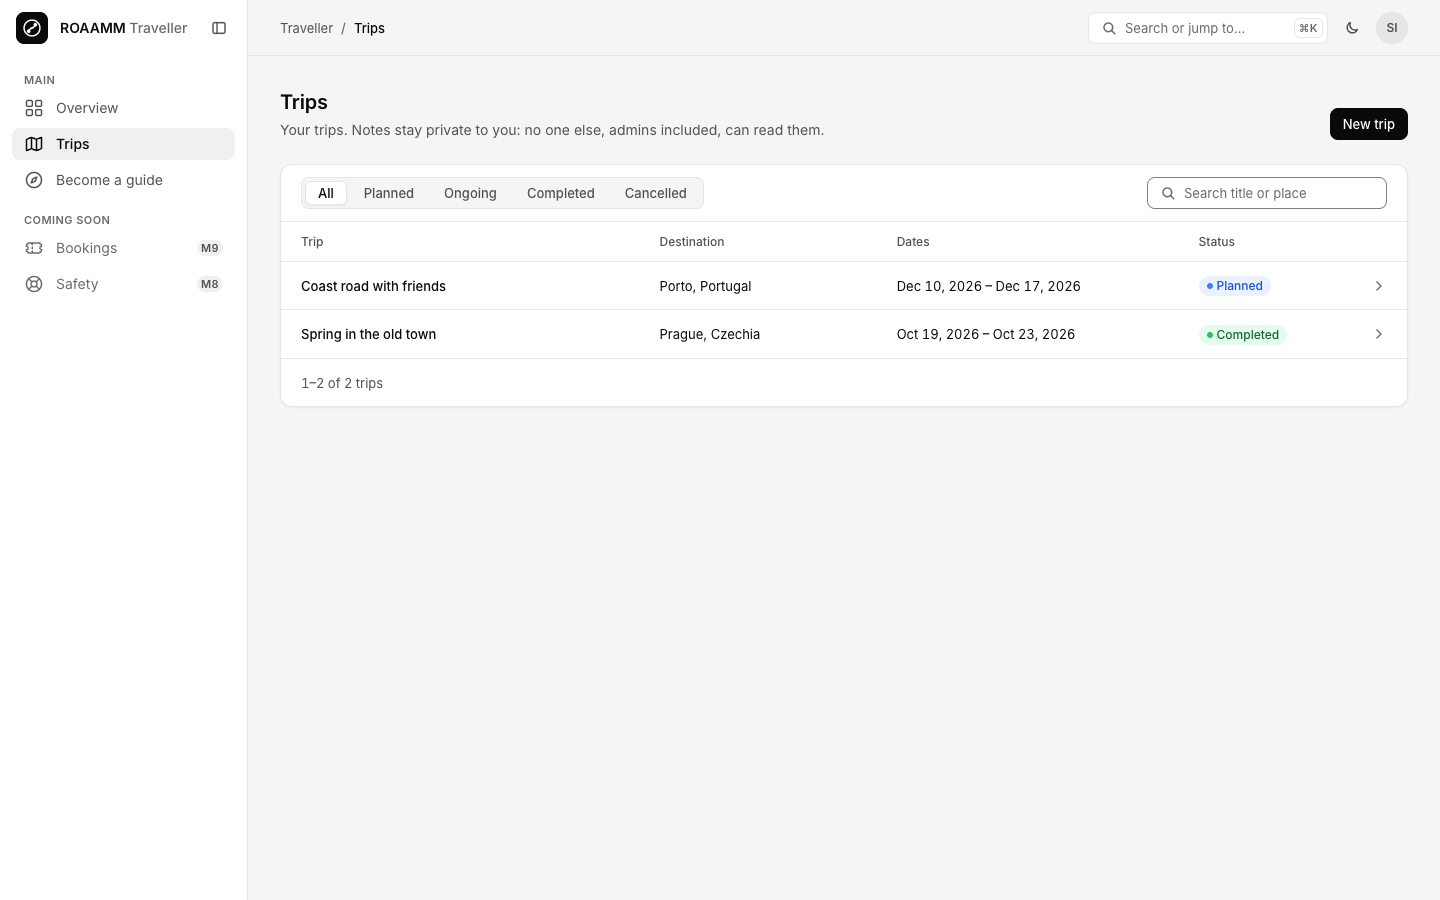 ROAAMM Traveller
Traveller / Trips
Search or jump to...
⌘K
SI
MAIN
Overview
Trips
Become a guide
COMING SOON
Bookings M9
Safety M8
Trips
Your trips. Notes stay private to you: no one else, admins included, can read them.
New trip
All Planned Ongoing Completed Cancelled
Search title or place
Trip Destination Dates Status
Coast road with friends Porto, Portugal Dec 10, 2026 – Dec 17, 2026 Planned
Spring in the old town Prague, Czechia Oct 19, 2026 – Oct 23, 2026 Completed
1–2 of 2 trips